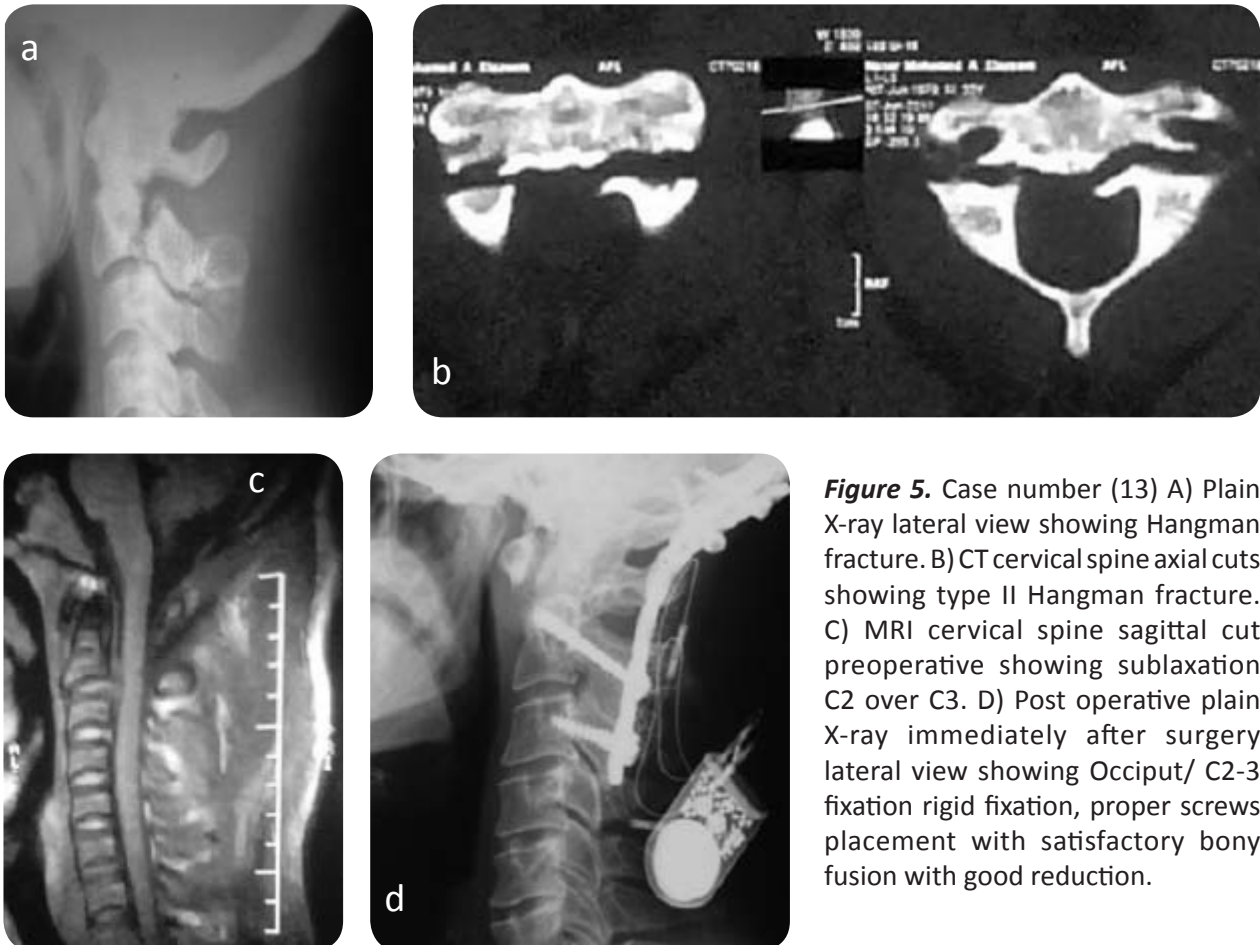 a
W 1800
AFL
AFL
b
c
d
Figure 5. Case number (13) A) Plain
X-ray lateral view showing Hangman
fracture. B) CT cervical spine axial cuts
showing type II Hangman fracture.
C) MRI cervical spine sagittal cut
preoperative showing sublaxation
C2 over C3. D) Post operative plain
X-ray immediately after surgery
lateral view showing Occiput/ C2-3
fixation rigid fixation, proper screws
placement with satisfactory bony
fusion with good reduction.